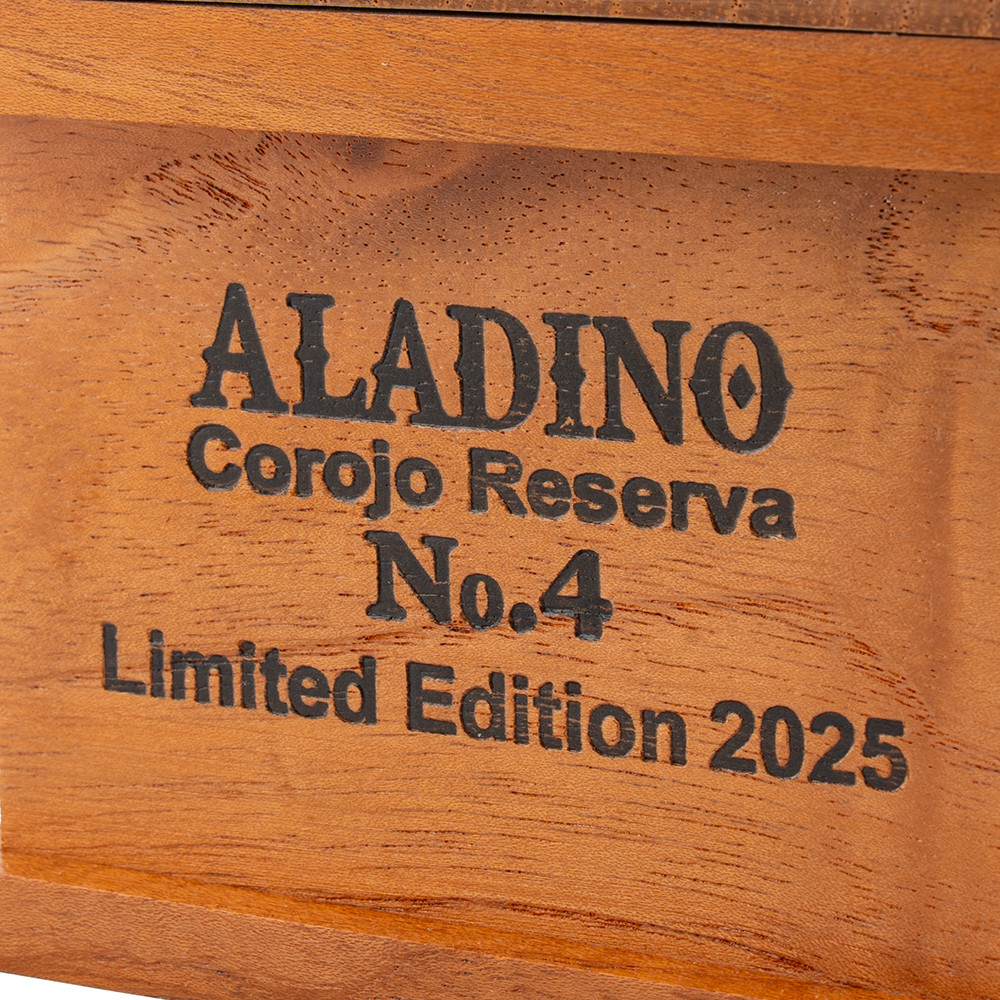 ALADINO
Corojo Reserva
No.4
Limited Edition 2025